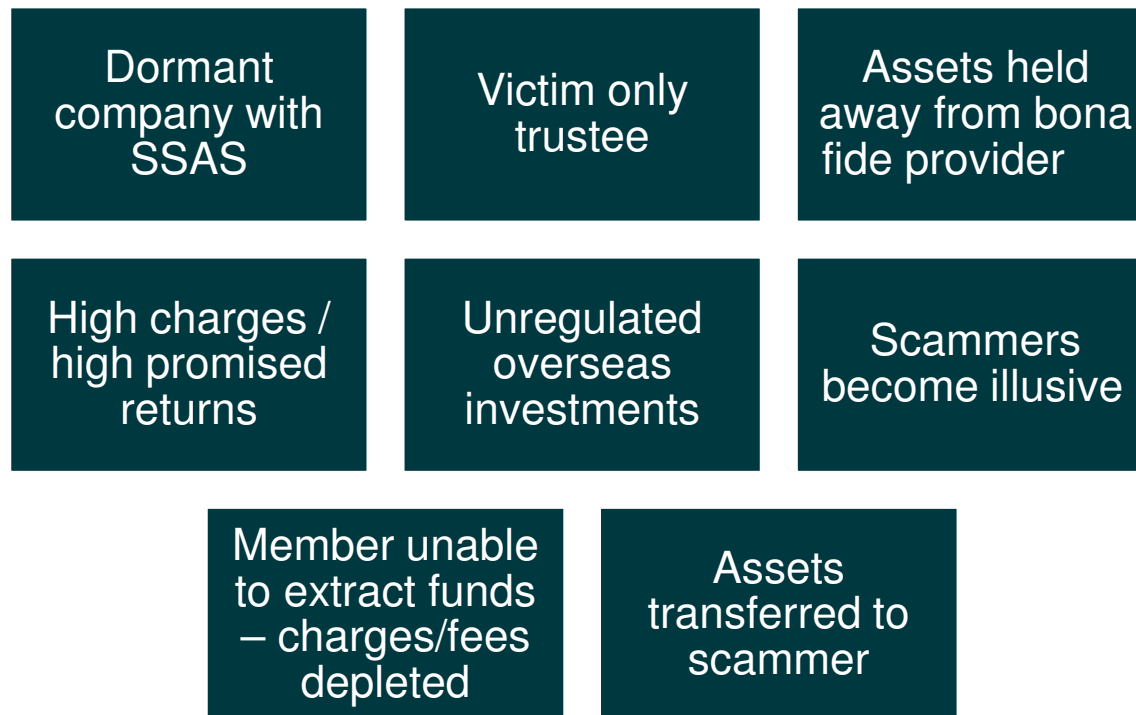 Dormant
company with
SSAS
Victim only
trustee
Assets held
away from bona
fide provider
High charges /
high promised
returns
Unregulated
overseas
investments
Scammers
become illusive
Member unable
to extract funds
– charges/fees
depleted
Assets
transferred to
scammer